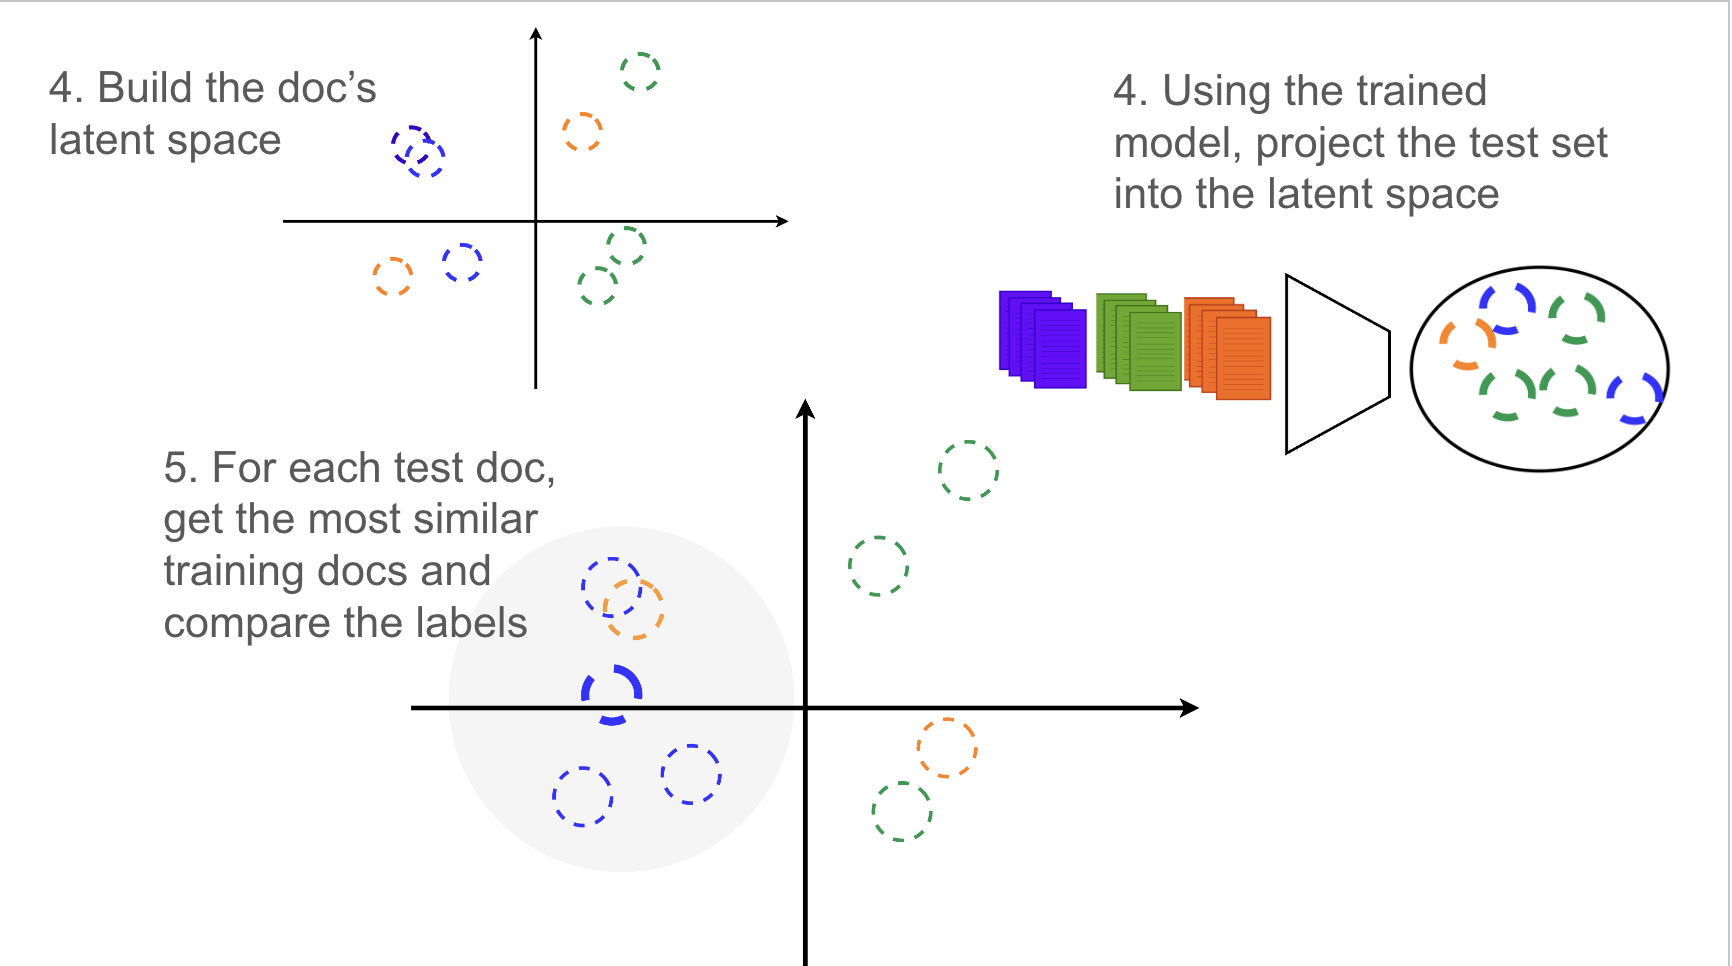 4. Build the doc’s
latent space
4. Using the trained
model, project the test set
into the latent space
5. For each test doc,
get the most similar
training docs and
compare the labels